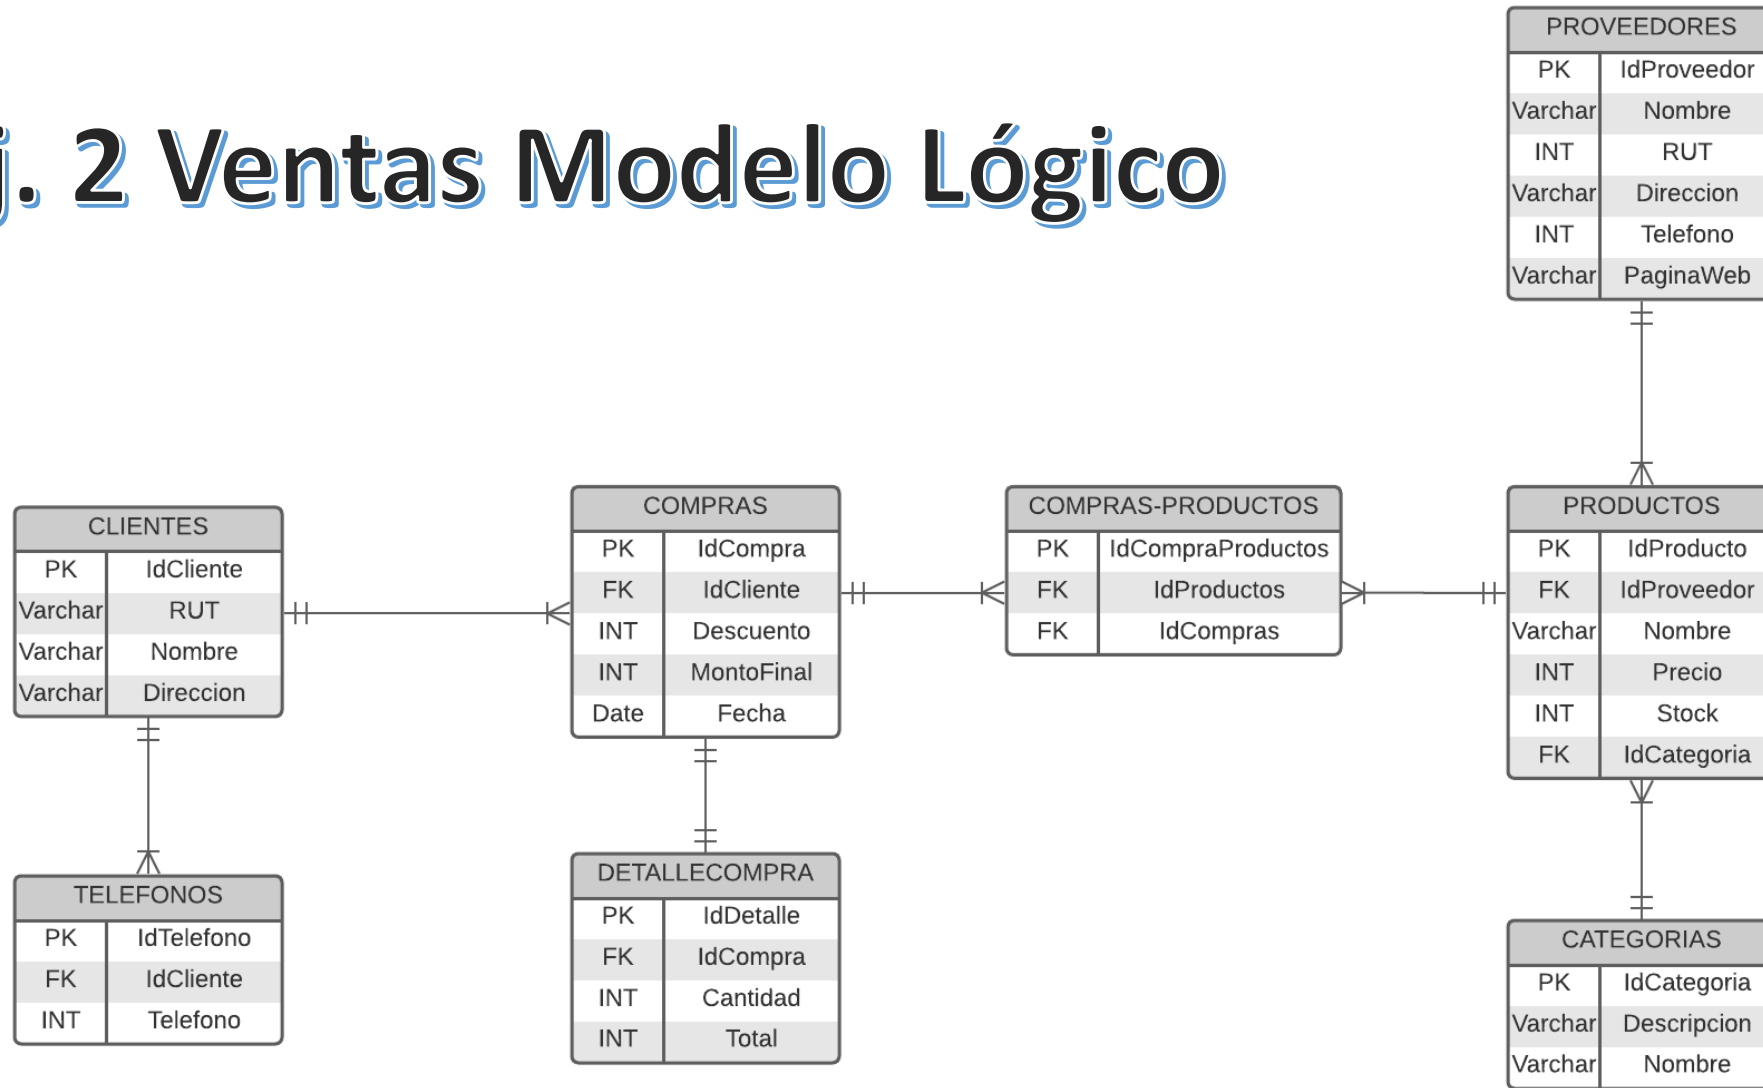 j. 2 Ventas Modelo Lógico
PROVEEDORES
PK IdProveedor
Varchar Nombre
INT RUT
Varchar Direccion
INT Telefono
Varchar PaginaWeb
CLIENTES
PK IdCliente
Varchar RUT
Varchar Nombre
Varchar Direccion
COMPRAS
PK IdCompra
FK IdCliente
INT Descuento
INT MontoFinal
Date Fecha
COMPRAS-PRODUCTOS
PK IdCompraProductos
FK IdProductos
FK IdCompras
PRODUCTOS
PK IdProducto
FK IdProveedor
Varchar Nombre
INT Precio
INT Stock
FK IdCategoria
TELEFONOS
PK IdTelefono
FK IdCliente
INT Telefono
DETALLECOMPRA
PK IdDetalle
FK IdCompra
INT Cantidad
INT Total
CATEGORIAS
PK IdCategoria
Varchar Descripcion
Varchar Nombre